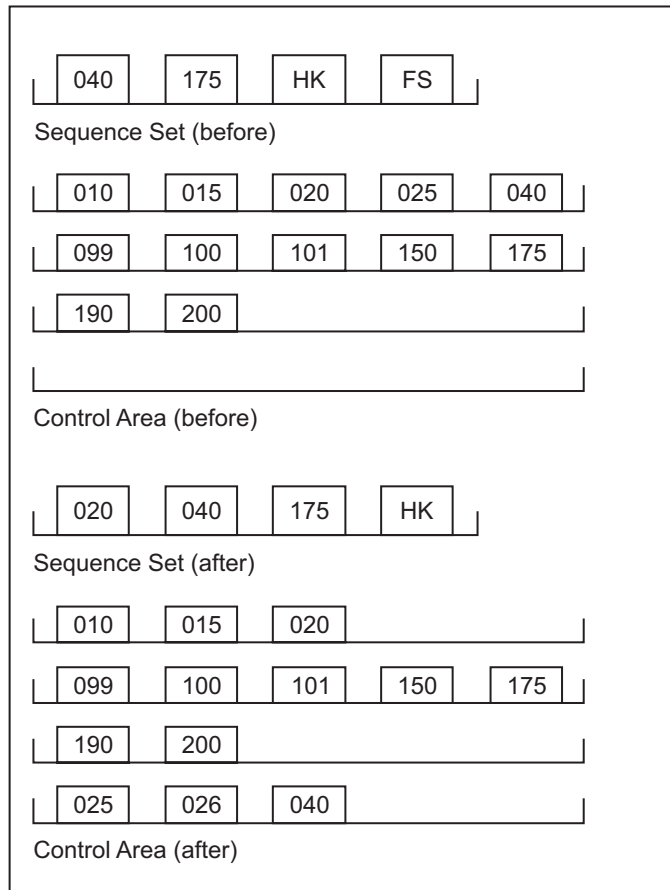 040 175 HK FS
Sequence Set (before)
010 015 020 025 040
099 100 101 150 175
190 200
Control Area (before)
020 040 175 HK
Sequence Set (after)
010 015 020
099 100 101 150 175
190 200
025 026 040
Control Area (after)